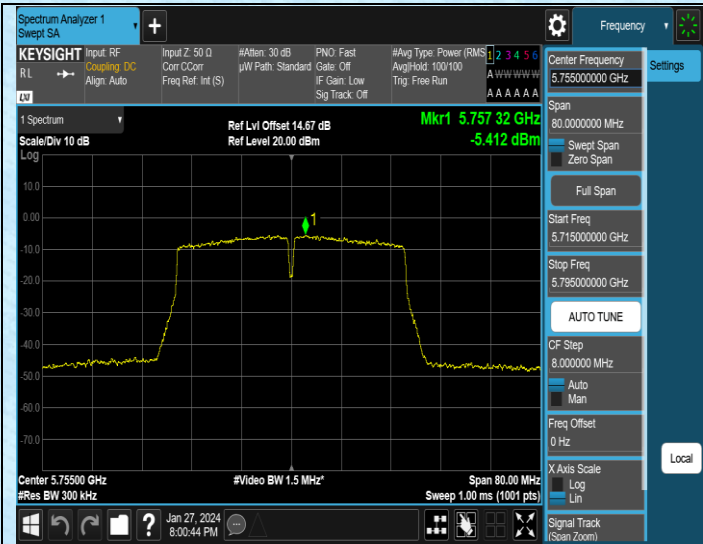 Spectrum Analyzer 1
Swept SA
Frequency
KEYSIGHT
RL
LXI
Input: RF
Coupling: DC
Align: Auto
Input Z: 50 Ω
Corr CCorr
Freq Ref: Int (S)
#Atten: 30 dB
µW Path: Standard
PNO: Fast
Gate: Off
IF Gain: Low
Sig Track: Off
#Avg Type: Power (RMS
Avg|Hold: 100/100
Trig: Free Run
1 2 3 4 5 6
A W W W W W
A A A A A A
1 Spectrum
Scale/Div 10 dB
Log
Ref Lvl Offset 14.67 dB
Ref Level 20.00 dBm
Mkr1 5.757 32 GHz
-5.412 dBm
1
10.0
0.00
-10.0
-20.0
-30.0
-40.0
-50.0
-60.0
-70.0
Center 5.75500 GHz
#Res BW 300 kHz
#Video BW 1.5 MHz*
Span 80.00 MHz
Sweep 1.00 ms (1001 pts)
Jan 27, 2024
8:00:44 PM
?
Center Frequency
5.755000000 GHz
Span
80.0000000 MHz
Swept Span
Zero Span
Full Span
Start Freq
5.715000000 GHz
Stop Freq
5.795000000 GHz
AUTO TUNE
CF Step
8.000000 MHz
Auto
Man
Freq Offset
0 Hz
X Axis Scale
Log
Lin
Signal Track
(Span Zoom)
Settings
Local